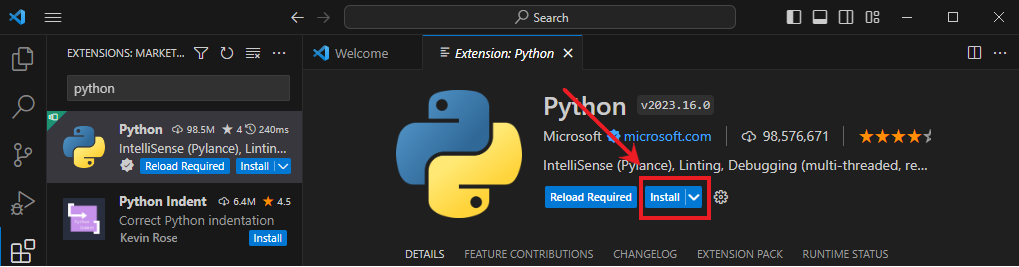 Search
EXTENSIONS: MARKET...
python
Python 98.5M 4 240ms
IntelliSense (Pylance), Lintin...
Reload Required Install
Python Indent 6.4M 4.5
Correct Python indentation
Kevin Rose Install
Welcome Extension: Python
Python v2023.16.0
Microsoft microsoft.com 98,576,671
IntelliSense (Pylance), Linting, Debugging (multi-threaded, re...
Reload Required Install
DETAILS FEATURE CONTRIBUTIONS CHANGELOG EXTENSION PACK RUNTIME STATUS